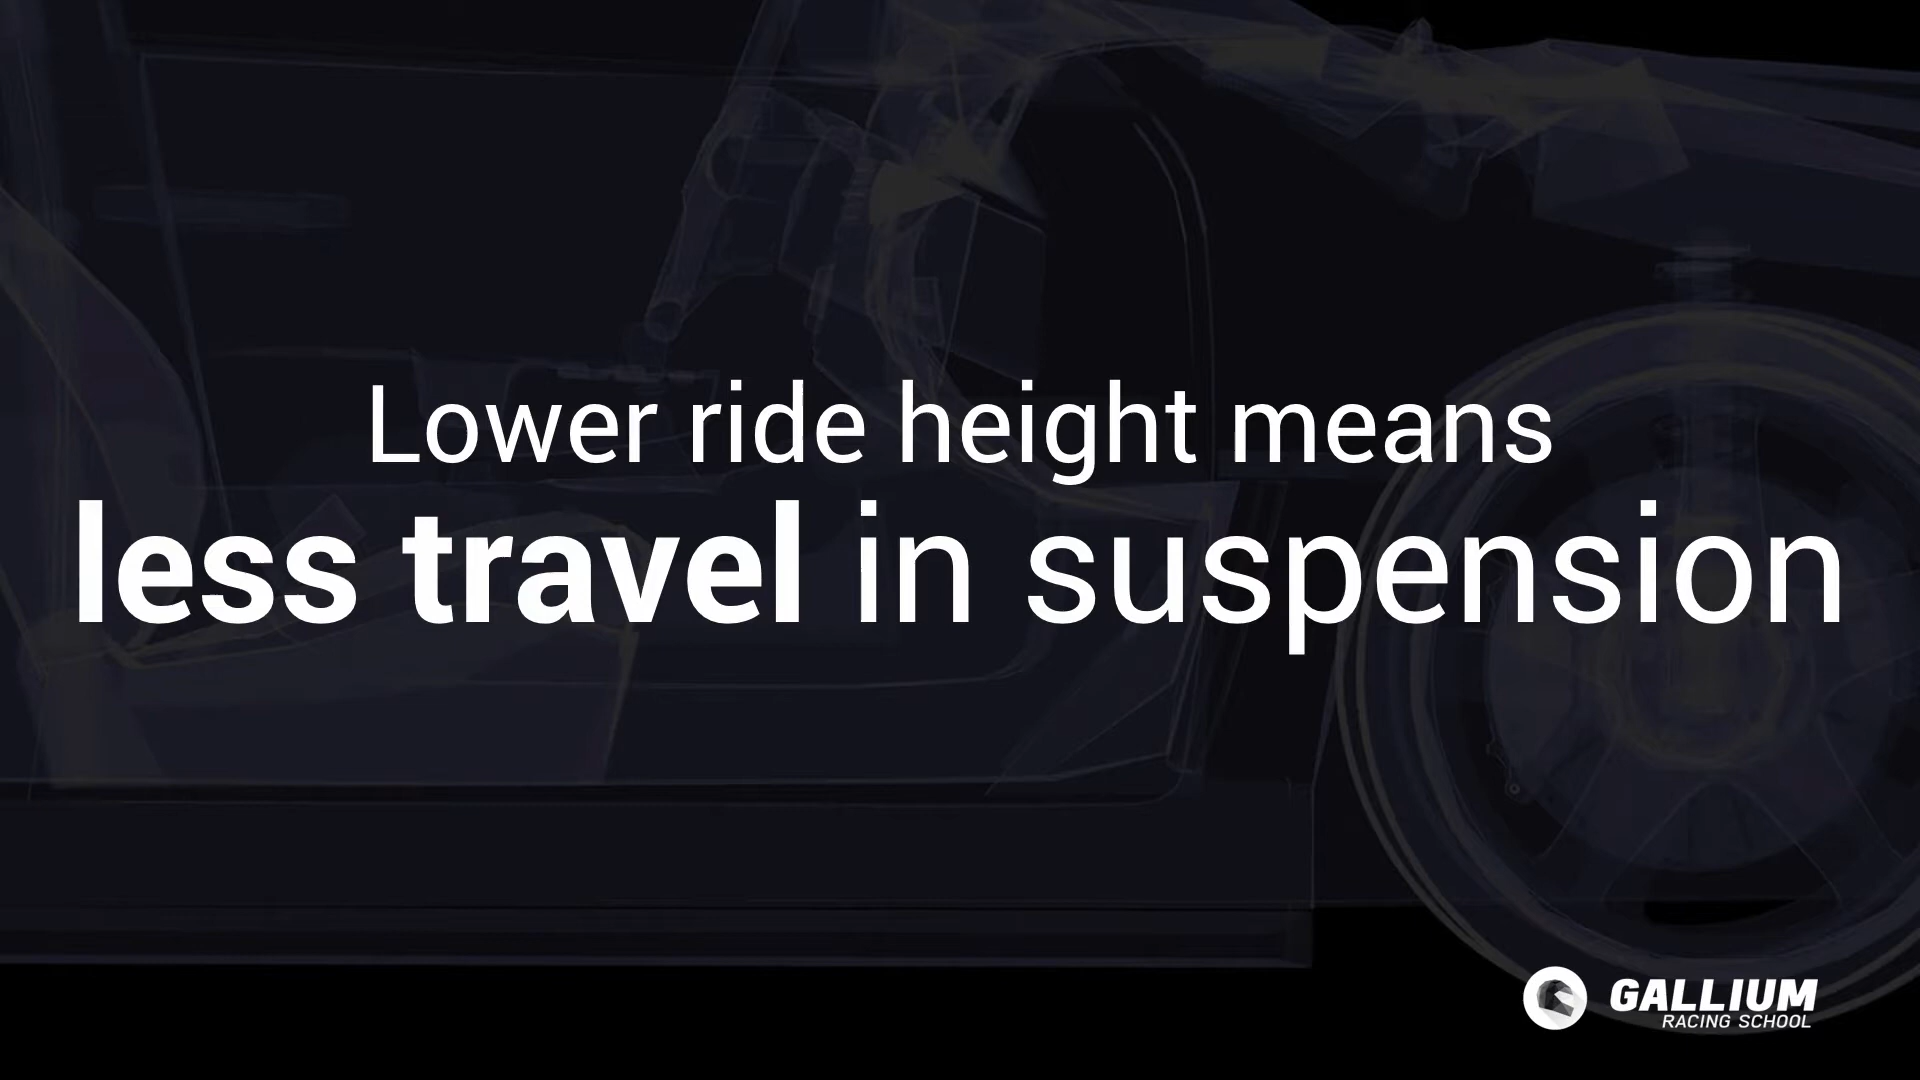 Lower ride height means
less travel in suspension
GALLIUM
RACING SCHOOL